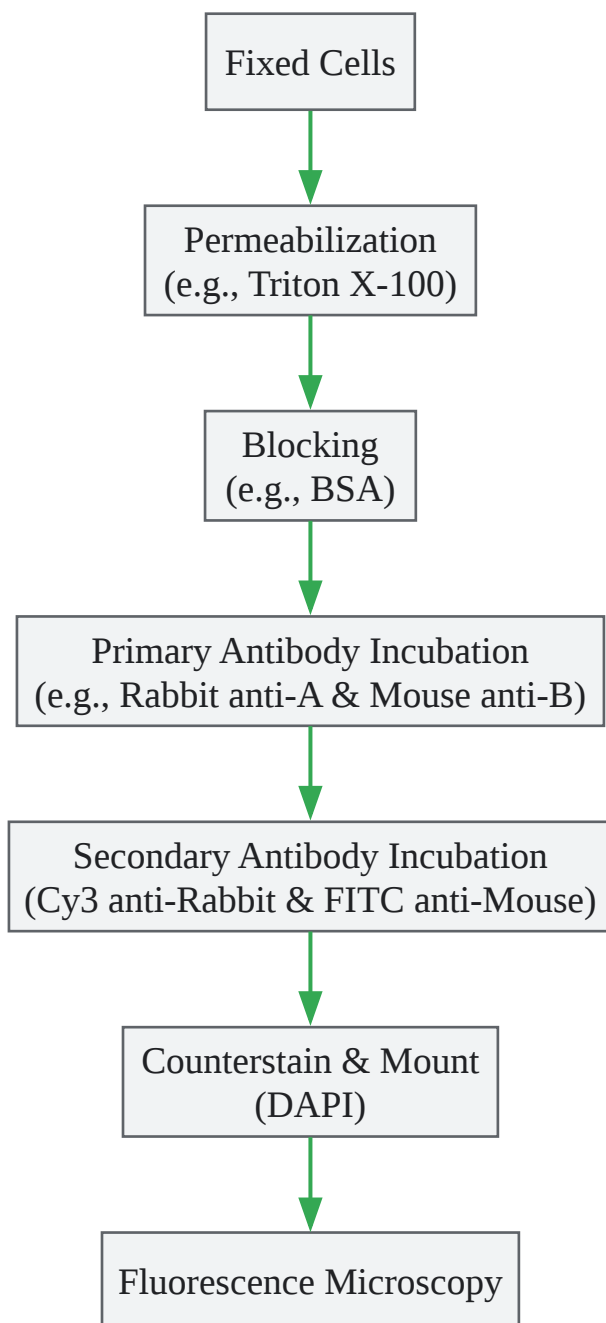 Fixed Cells
Permeabilization
(e.g., Triton X-100)
Blocking
(e.g., BSA)
Primary Antibody Incubation
(e.g., Rabbit anti-A & Mouse anti-B)
Secondary Antibody Incubation
(Cy3 anti-Rabbit & FITC anti-Mouse)
Counterstain & Mount
(DAPI)
Fluorescence Microscopy